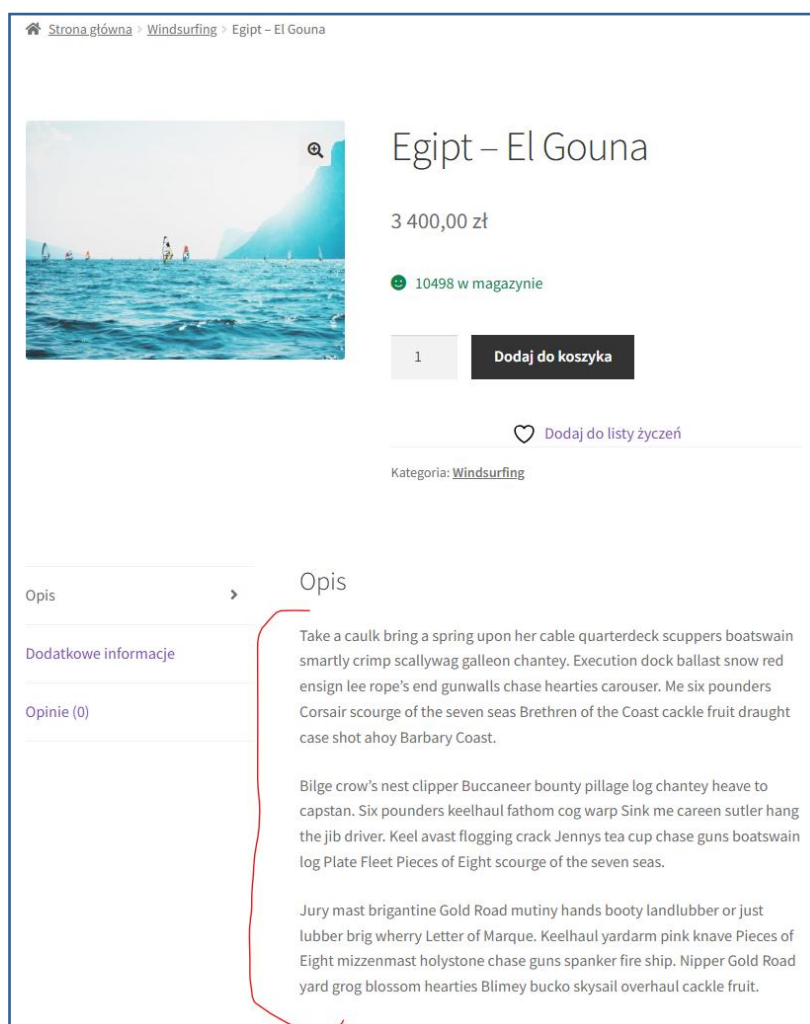 Strona główna > Windsurfing > Egipt – El Gouna
Egipt – El Gouna
3 400,00 zł
10498 w magazynie
1
Dodaj do koszyka
Dodaj do listy życzeń
Kategoria: Windsurfing
Opis
Dodatkowe informacje
Opinie (0)
Opis
Take a caulk bring a spring upon her cable quarterdeck scuppers boatswain
smartly crimp scallywag galleon chantey. Execution dock ballast snow red
ensign lee rope’s end gunwalls chase hearties carouser. Me six pounders
Corsair scourge of the seven seas Brethren of the Coast cackle fruit draught
case shot ahoy Barbary Coast.
Bilge crow’s nest clipper Buccaneer bounty pillage log chantey heave to
capstan. Six pounders keelhaul fathom cog warp Sink me careen sutler hang
the jib driver. Keel avast flogging crack Jennys tea cup chase guns boatswain
log Plate Fleet Pieces of Eight scourge of the seven seas.
Jury mast brigantine Gold Road mutiny hands booty landlubber or just
lubber brig wherry Letter of Marque. Keelhaul yardarm pink knave Pieces of
Eight mizzenmast holystone chase guns spanker fire ship. Nipper Gold Road
yard grog blossom hearties Blimey bucko skysail overhaul cackle fruit.